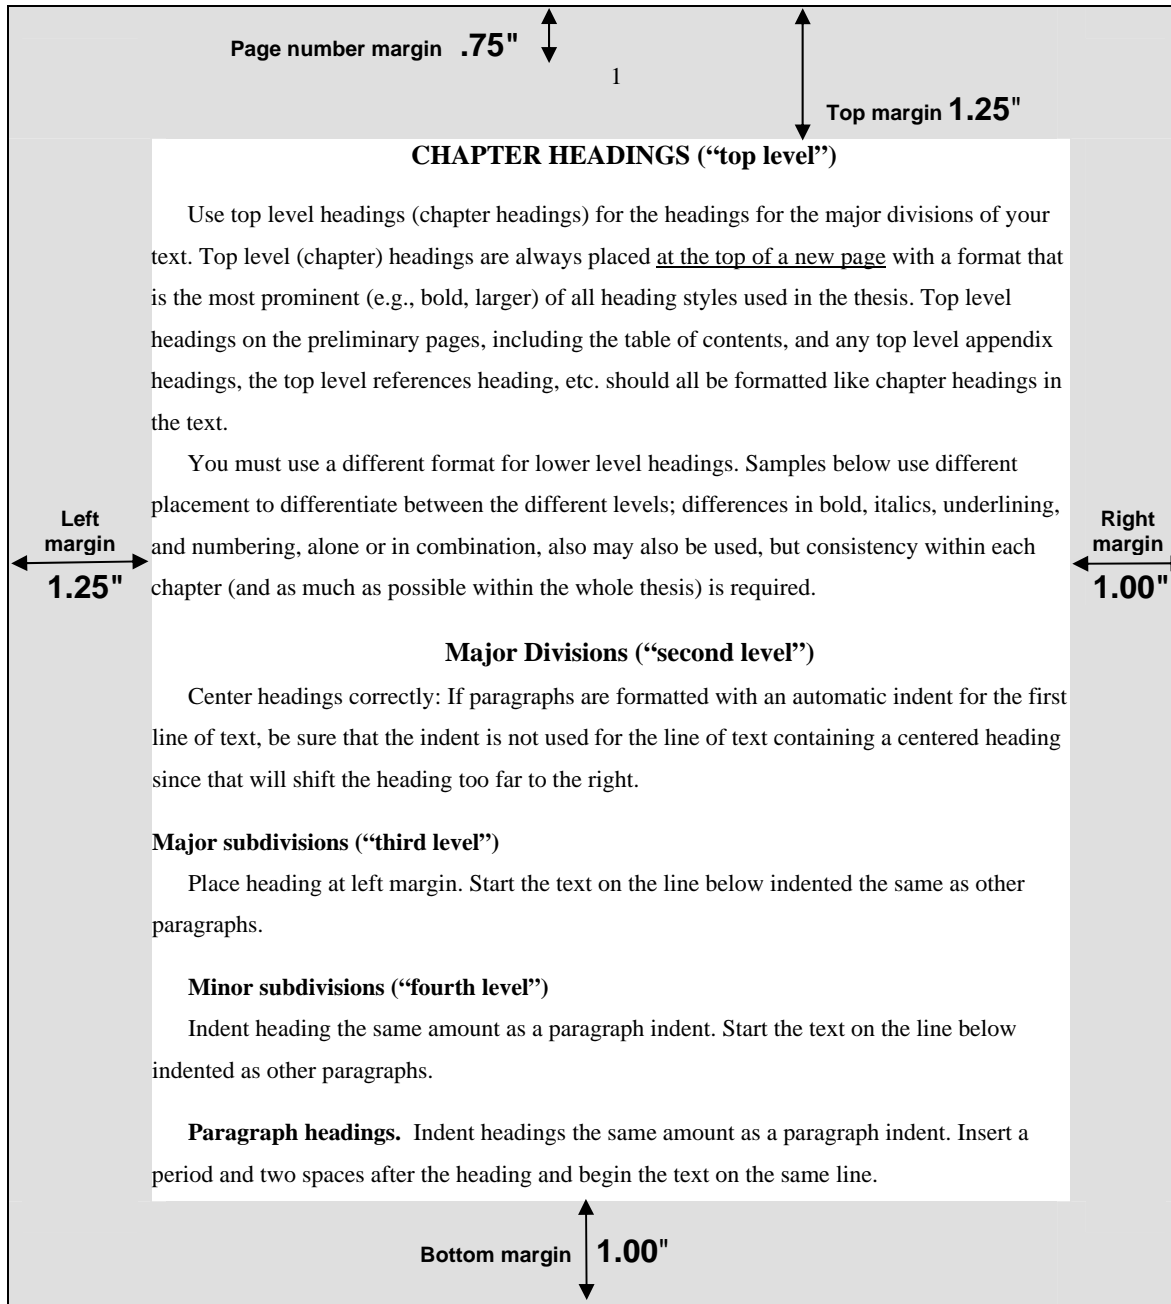 Page number margin .75"
1
Top margin 1.25"
CHAPTER HEADINGS (“top level”)
Use top level headings (chapter headings) for the headings for the major divisions of your
text. Top level (chapter) headings are always placed at the top of a new page with a format that
is the most prominent (e.g., bold, larger) of all heading styles used in the thesis. Top level
headings on the preliminary pages, including the table of contents, and any top level appendix
headings, the top level references heading, etc. should all be formatted like chapter headings in
the text.
You must use a different format for lower level headings. Samples below use different
placement to differentiate between the different levels; differences in bold, italics, underlining,
and numbering, alone or in combination, also may also be used, but consistency within each
chapter (and as much as possible within the whole thesis) is required.
Left
margin
1.25"
Right
margin
1.00"
Major Divisions (“second level”)
Center headings correctly: If paragraphs are formatted with an automatic indent for the first
line of text, be sure that the indent is not used for the line of text containing a centered heading
since that will shift the heading too far to the right.
Major subdivisions (“third level”)
Place heading at left margin. Start the text on the line below indented the same as other
paragraphs.
Minor subdivisions (“fourth level”)
Indent heading the same amount as a paragraph indent. Start the text on the line below
indented as other paragraphs.
Paragraph headings.  Indent headings the same amount as a paragraph indent. Insert a
period and two spaces after the heading and begin the text on the same line.
Bottom margin 1.00"